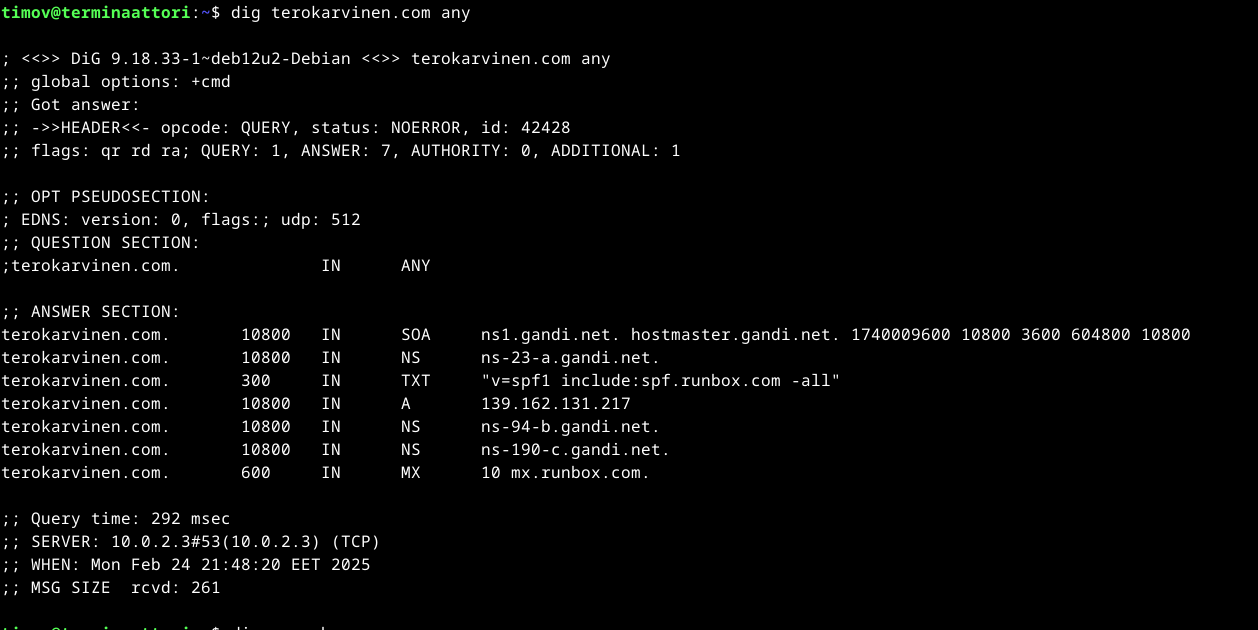 timov@terminaattori:~$ dig terokarvinen.com any
; <<>> DiG 9.18.33-1~deb12u2-Debian <<>> terokarvinen.com any
;; global options: +cmd
;; Got answer:
;; ->>HEADER<<- opcode: QUERY, status: NOERROR, id: 42428
;; flags: qr rd ra; QUERY: 1, ANSWER: 7, AUTHORITY: 0, ADDITIONAL: 1
;; OPT PSEUDOSECTION:
; EDNS: version: 0, flags:; udp: 512
;; QUESTION SECTION:
;terokarvinen.com. IN ANY
;; ANSWER SECTION:
terokarvinen.com. 10800 IN SOA ns1.gandi.net. hostmaster.gandi.net. 1740009600 10800 3600 604800 10800
terokarvinen.com. 10800 IN NS ns-23-a.gandi.net.
terokarvinen.com. 300 IN TXT "v=spf1 include:spf.runbox.com -all"
terokarvinen.com. 10800 IN A 139.162.131.217
terokarvinen.com. 10800 IN NS ns-94-b.gandi.net.
terokarvinen.com. 10800 IN NS ns-190-c.gandi.net.
terokarvinen.com. 600 IN MX 10 mx.runbox.com.
;; Query time: 292 msec
;; SERVER: 10.0.2.3#53(10.0.2.3) (TCP)
;; WHEN: Mon Feb 24 21:48:20 EET 2025
;; MSG SIZE rcvd: 261